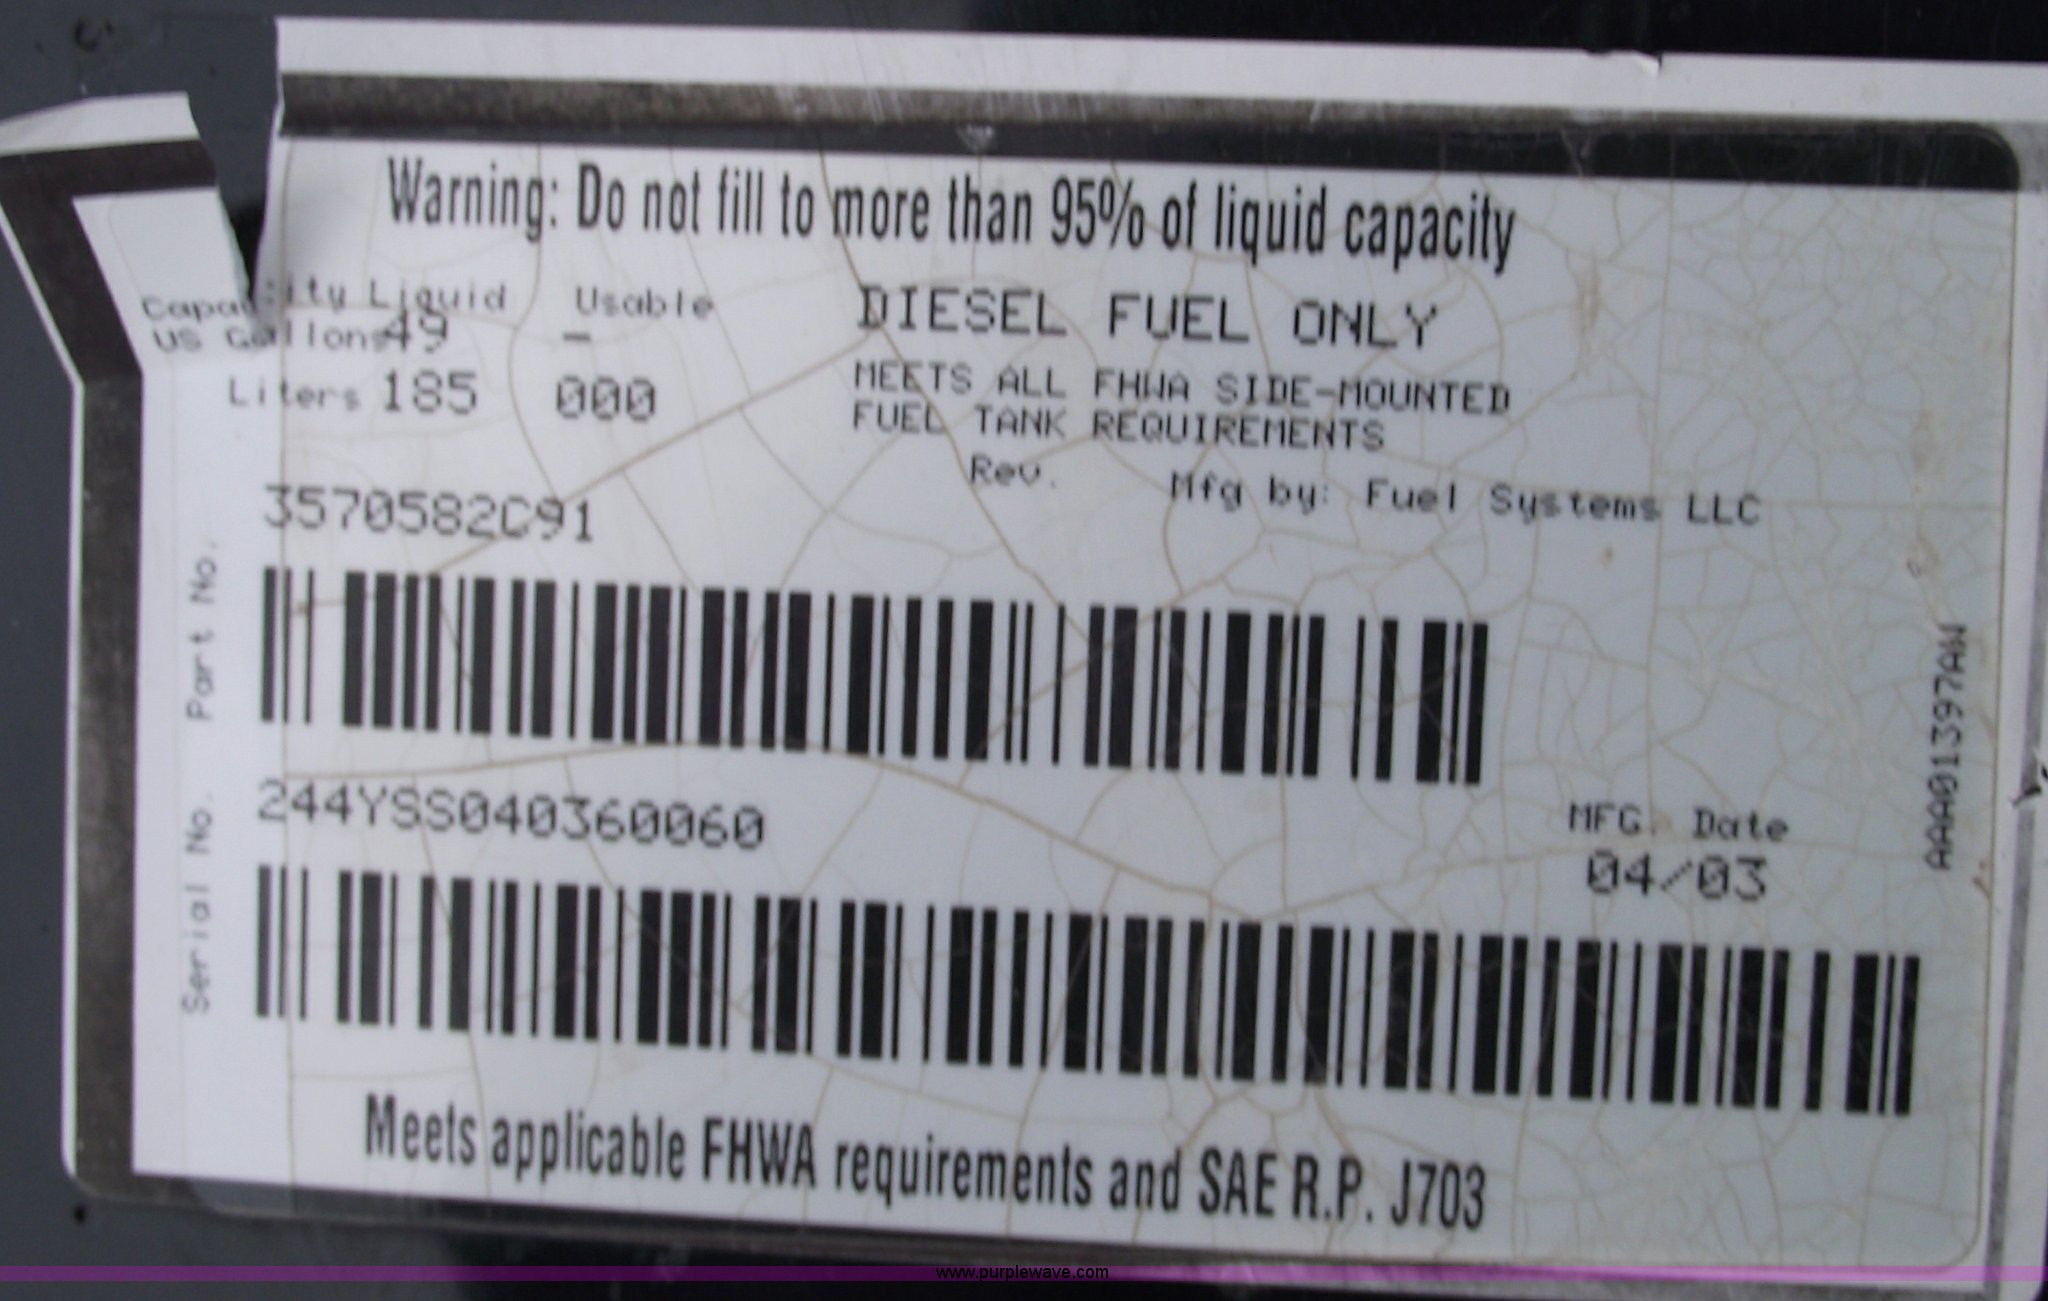 Warning: Do not fill to more than 95% of liquid capacity
Capacity Liquid Usable
US Gallons 49 -
Liters 185 000
DIESEL FUEL ONLY
MEETS ALL FHWA SIDE-MOUNTED
FUEL TANK REQUIREMENTS
Rev. Mfg by: Fuel Systems LLC
Part No.
3570582C91
Serial No.
244YSS040360060
MFG. Date
04/03
AAAA01397AW
Meets applicable FHWA requirements and SAE R.P. J703
www.purplewave.com